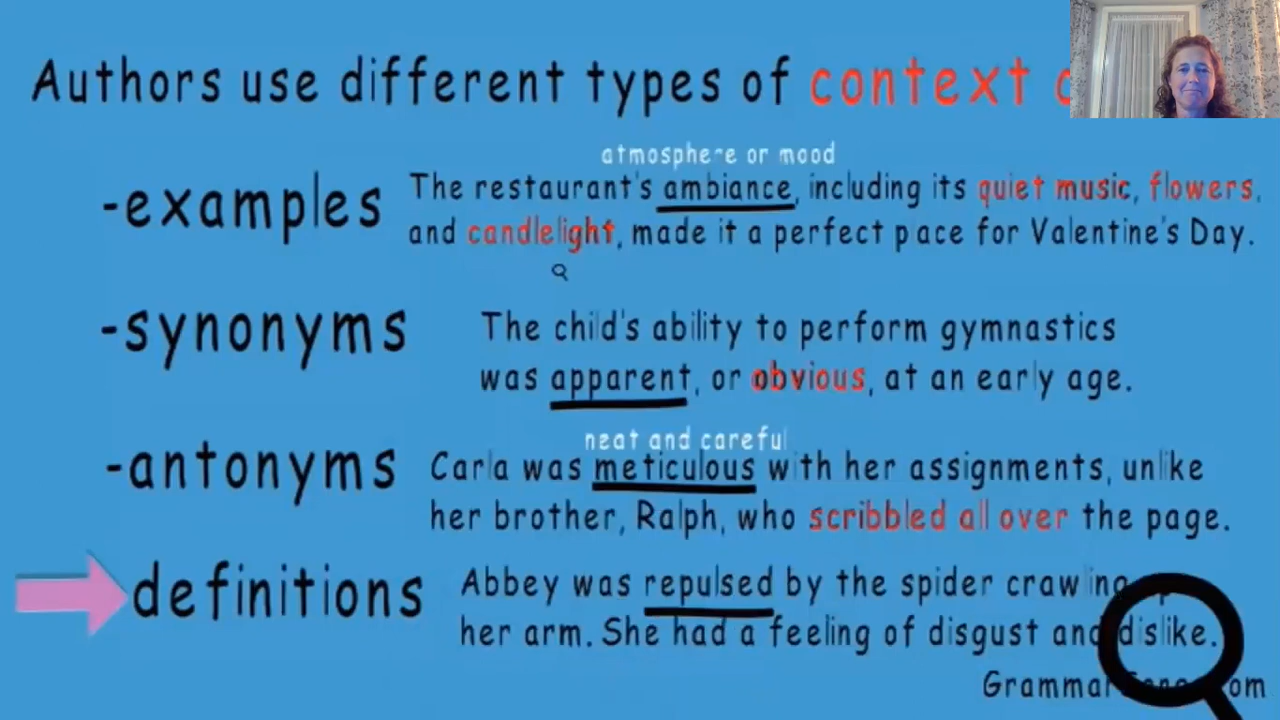 Authors use different types of context
atmosphere or mood
-examples The restaurant's ambiance, including its quiet music, flowers,
and candlelight, made it a perfect pace for Valentine's Day.
-synonyms The child's ability to perform gymnastics
was apparent, or obvious, at an early age.
neat and careful
-antonyms Carla was meticulous with her assignments, unlike
her brother, Ralph, who scribbled all over the page.
definitions Abbey was repulsed by the spider crawling
her arm. She had a feeling of disgust and dislike.